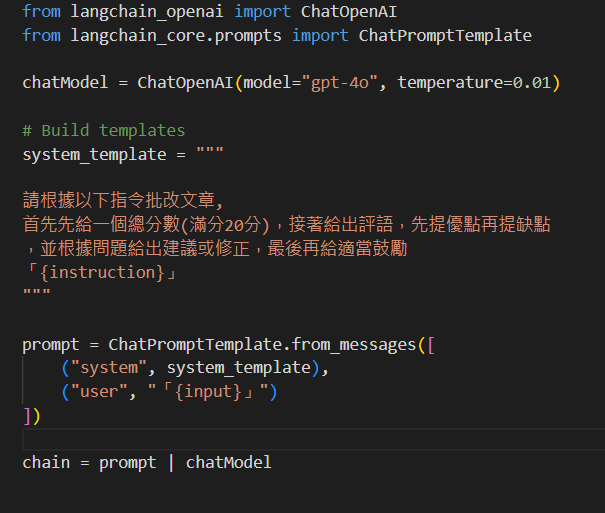 from langchain_openai import ChatOpenAI
from langchain_core.prompts import ChatPromptTemplate
chatModel = ChatOpenAI(model="gpt-4o", temperature=0.01)
# Build templates
system_template = """
請根據以下指令批改文章,
首先先給一個總分數(滿分20分)，接著給出評語，先提優點再提缺點
，並根據問題給出建議或修正，最後再給適當鼓勵
「{instruction}」
"""
prompt = ChatPromptTemplate.from_messages([
    ("system", system_template),
    ("user", "「{input}」")
])
chain = prompt | chatModel